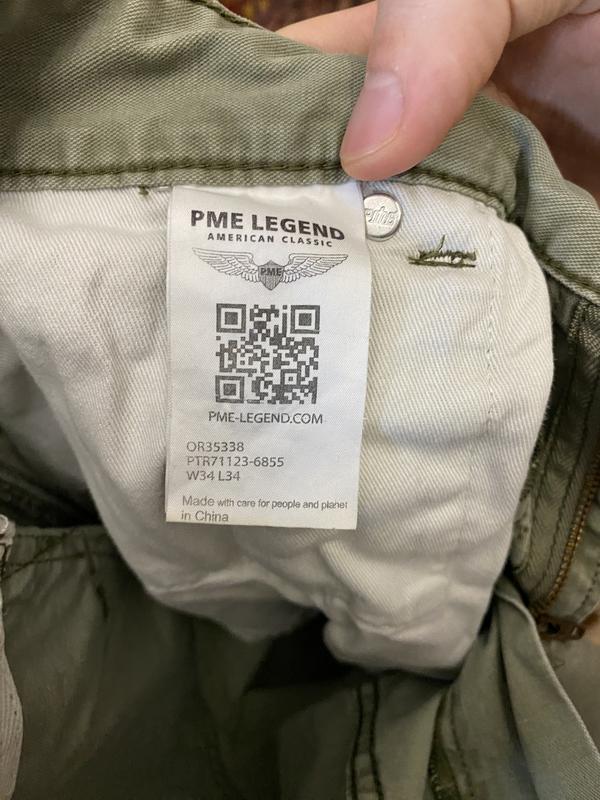 PME LEGEND
AMERICAN CLASSIC
PME
PME-LEGEND.COM
OR35338
PTR71123-6855
W34 L34
Made with care for people and planet
in China